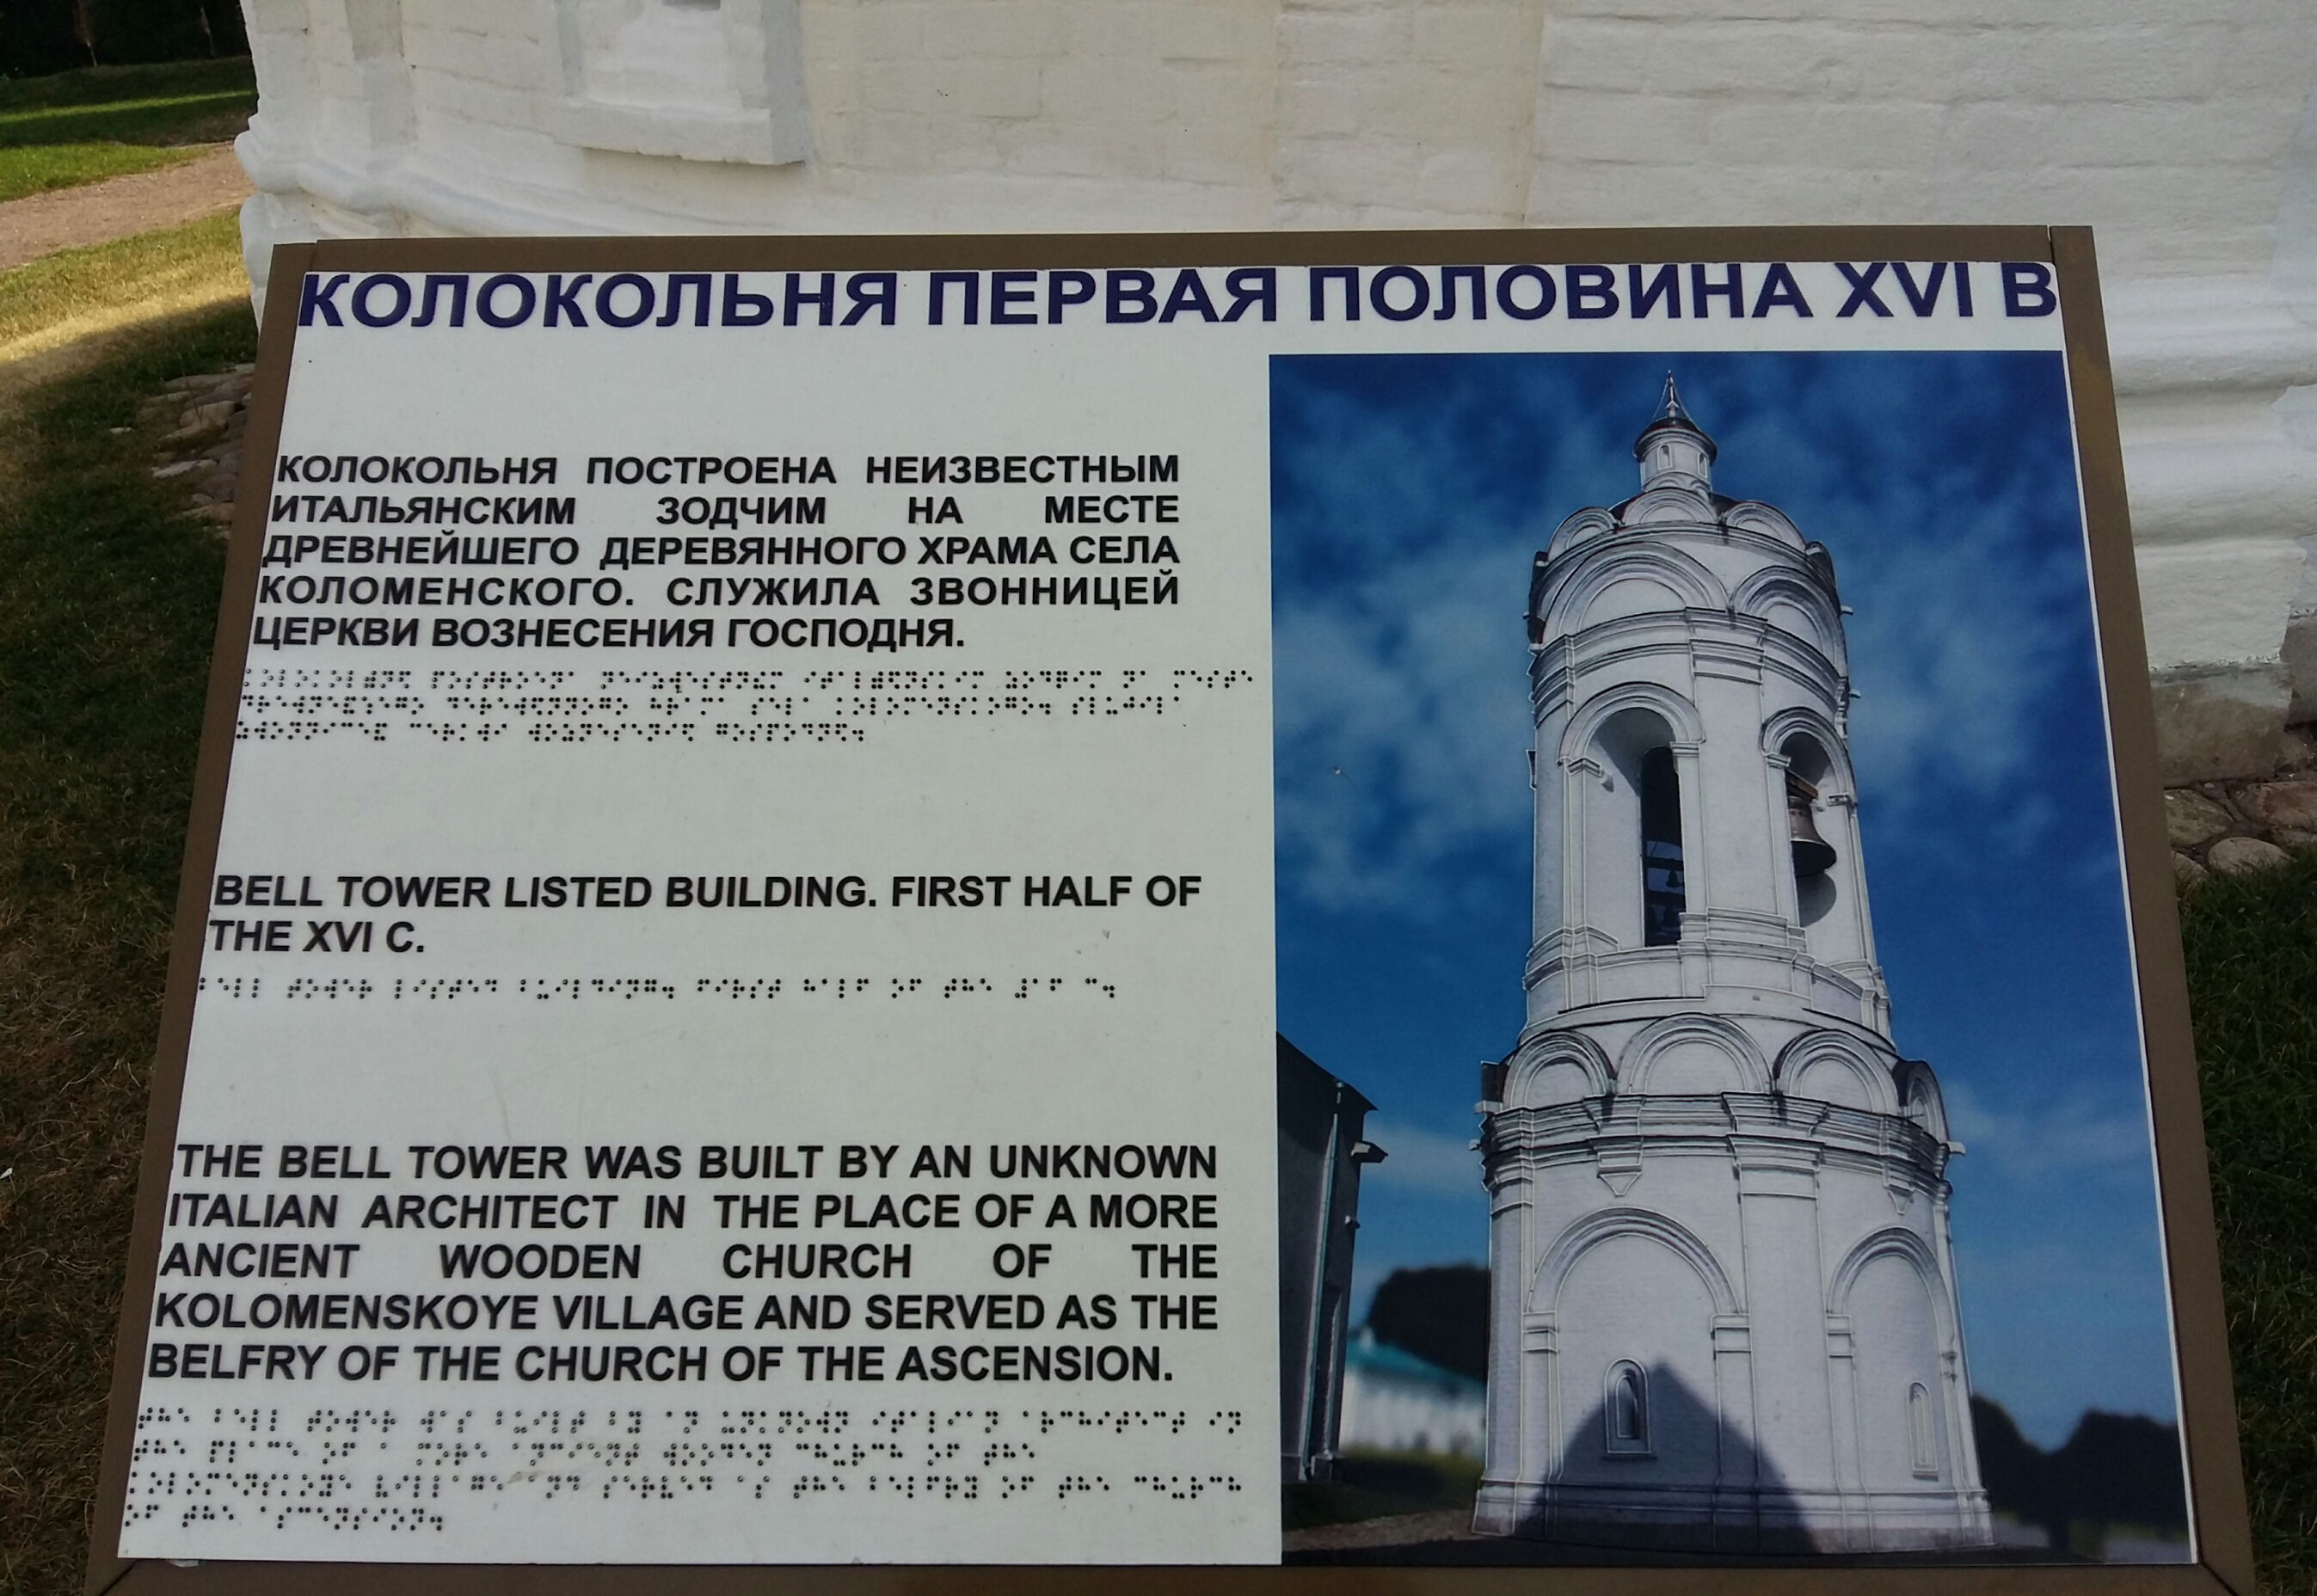 КОЛОКОЛЬНЯ ПЕРВАЯ ПОЛОВИНА XVI В
КОЛОКОЛЬНЯ ПОСТРОЕНА НЕИЗВЕСТНЫМ
ИТАЛЬЯНСКИМ ЗОДЧИМ НА МЕСТЕ
ДРЕВНЕЙШЕГО ДЕРЕВЯННОГО ХРАМА СЕЛА
КОЛОМЕНСКОГО. СЛУЖИЛА ЗВОННИЦЕЙ
ЦЕРКВИ ВОЗНЕСЕНИЯ ГОСПОДНЯ.
BELL TOWER LISTED BUILDING. FIRST HALF OF
THE XVI C.
THE BELL TOWER WAS BUILT BY AN UNKNOWN
ITALIAN ARCHITECT IN THE PLACE OF A MORE
ANCIENT WOODEN CHURCH OF THE
KOLOMENSKOYE VILLAGE AND SERVED AS THE
BELFRY OF THE CHURCH OF THE ASCENSION.